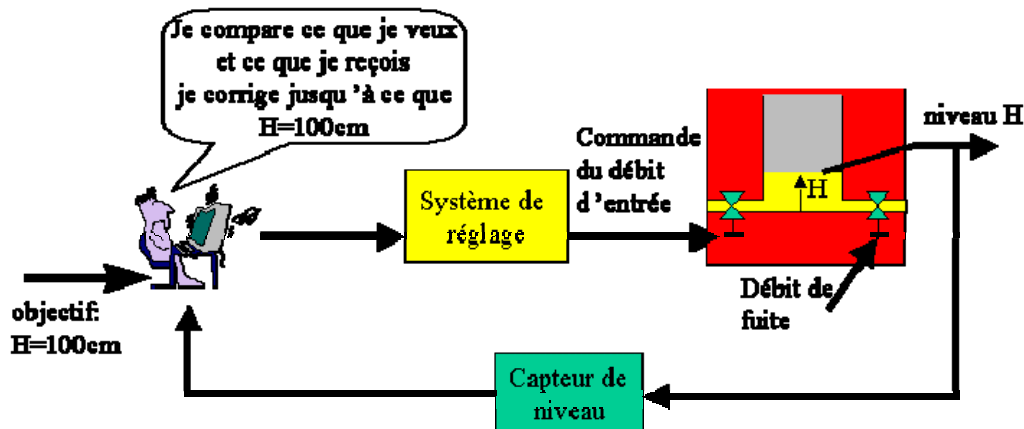 Je compare ce que je veux
et ce que je reçois
je corrige jusqu 'à ce que
H=100cm
niveau H
Commande
du débit
d 'entrée
H
Système de
réglage
objectif:
H=100cm
Débit de
fuite
Capteur de
niveau